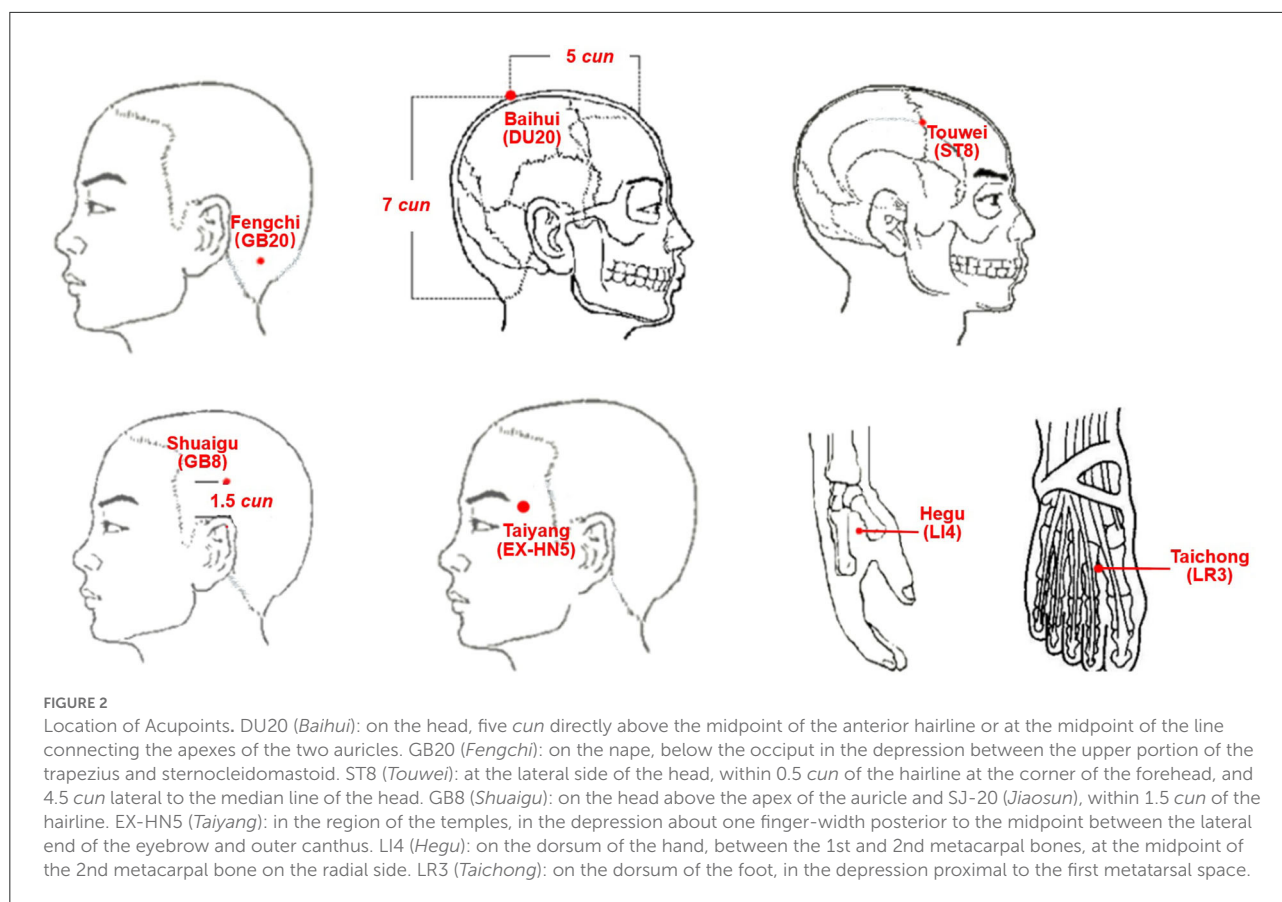 5 cun
Baihui
(DU20)
Touwei
(ST8)
7 cun
Fengchi
(GB20)
Shuaigu
(GB8)
1.5 cun
Taiyang
(EX-HN5)
Hegu
(LI4)
Taichong
(LR3)
FIGURE 2
Location of Acupoints. DU20 (Baihui): on the head, five cun directly above the midpoint of the anterior hairline or at the midpoint of the line
connecting the apexes of the two auricles. GB20 (Fengchi): on the nape, below the occiput in the depression between the upper portion of the
trapezius and sternocleidomastoid. ST8 (Touwei): at the lateral side of the head, within 0.5 cun of the hairline at the corner of the forehead, and
4.5 cun lateral to the median line of the head. GB8 (Shuaigu): on the head above the apex of the auricle and SJ-20 (Jiaosun), within 1.5 cun of the
hairline. EX-HN5 (Taiyang): in the region of the temples, in the depression about one finger-width posterior to the midpoint between the lateral
end of the eyebrow and outer canthus. LI4 (Hegu): on the dorsum of the hand, between the 1st and 2nd metacarpal bones, at the midpoint of
the 2nd metacarpal bone on the radial side. LR3 (Taichong): on the dorsum of the foot, in the depression proximal to the first metatarsal space.